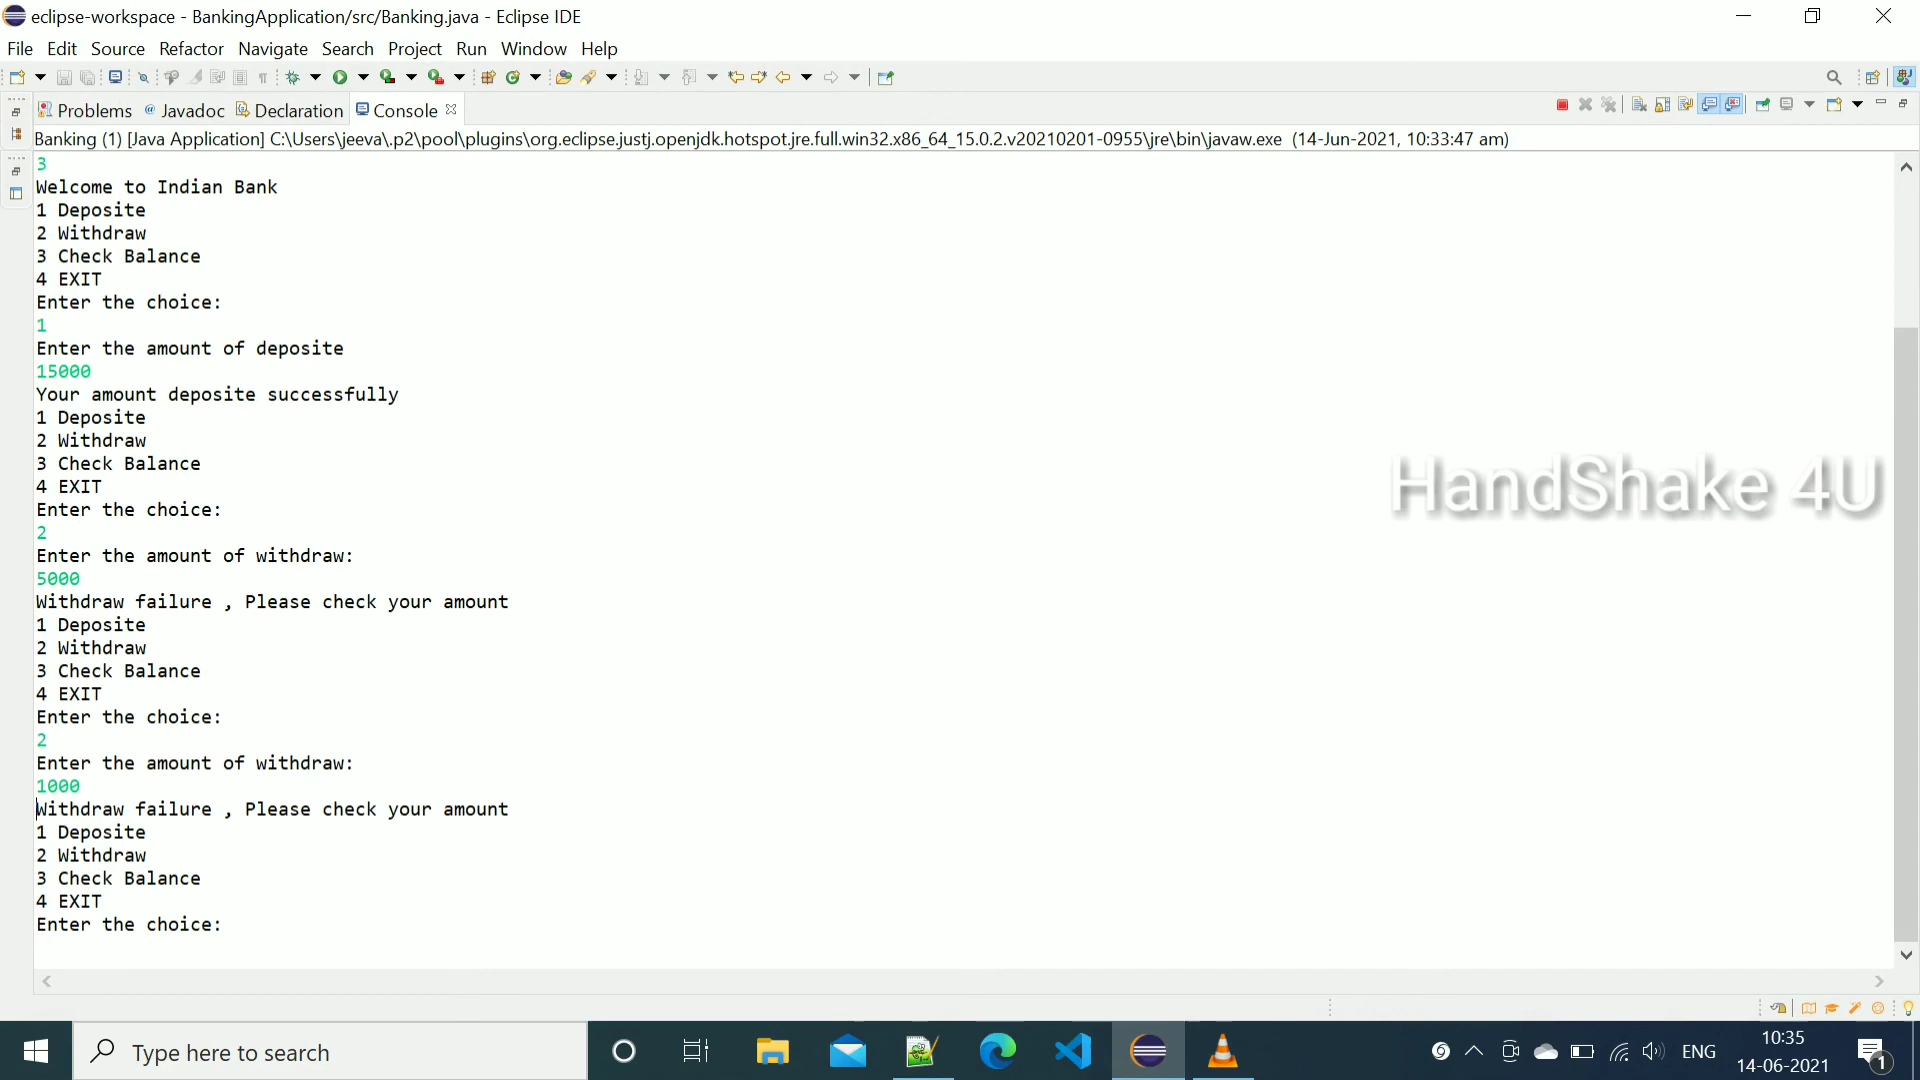 eclipse-workspace - BankingApplication/src/Banking.java - Eclipse IDE
File Edit Source Refactor Navigate Search Project Run Window Help
Problems @ Javadoc Declaration Console
Banking (1) [Java Application] C:\Users\jeeva\.p2\pool\plugins\org.eclipse.justj.openjdk.hotspot.jre.full.win32.x86_64_15.0.2.v20210201-0955\jre\bin\javaw.exe (14-Jun-2021, 10:33:47 am)
3
Welcome to Indian Bank
1 Deposite
2 Withdraw
3 Check Balance
4 EXIT
Enter the choice:
1
Enter the amount of deposite
15000
Your amount deposite successfully
1 Deposite
2 Withdraw
3 Check Balance
4 EXIT
Enter the choice:
2
Enter the amount of withdraw:
5000
Withdraw failure , Please check your amount
1 Deposite
2 Withdraw
3 Check Balance
4 EXIT
Enter the choice:
2
Enter the amount of withdraw:
1000
Withdraw failure , Please check your amount
1 Deposite
2 Withdraw
3 Check Balance
4 EXIT
Enter the choice:
HandShake 4U
Type here to search
ENG
10:35
14-06-2021
1